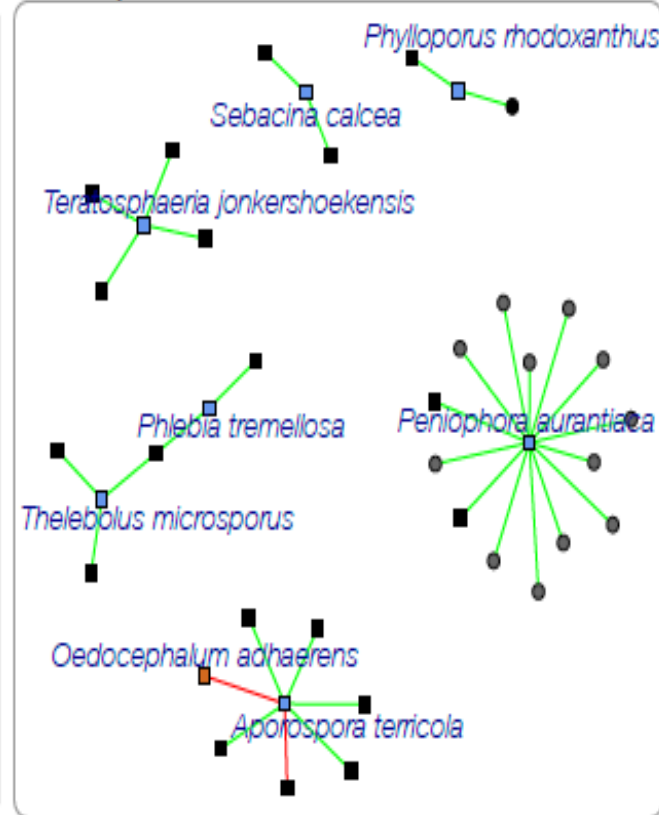 Phylloporus rhodoxanthus
Sebacina calcea
Teratosphaeria jonkershoekensis
Phlebia tremellosa
Peniophora aurantiaca
Thelebolus microsporus
Oedocephalum adhaerens
Aporospora terricola